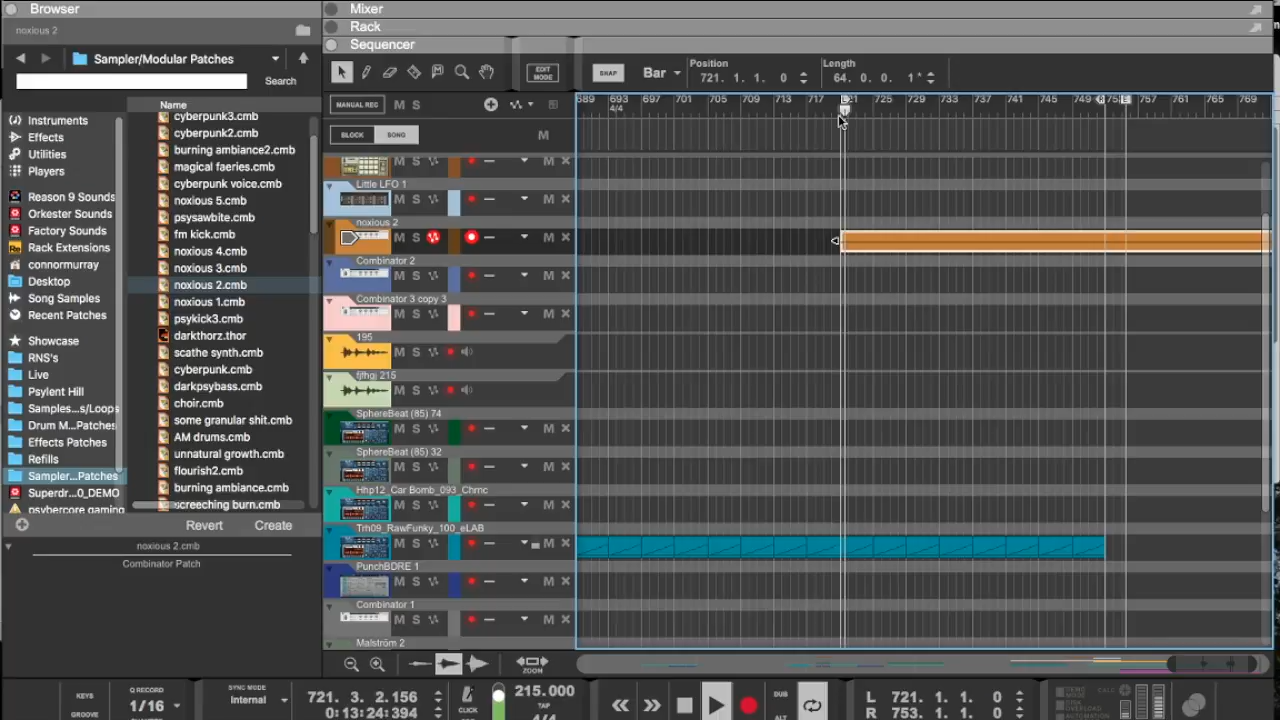 Browser
Mixer
Rack
Sequencer
noxious 2
Sampler/Modular Patches
Search
Name
cyberpunk3.cmb
cyberpunk2.cmb
burning ambiance2.cmb
magical faeries.cmb
cyberpunk voice.cmb
noxious 5.cmb
psysawbite.cmb
fm kick.cmb
noxious 4.cmb
noxious 3.cmb
noxious 2.cmb
noxious 1.cmb
psykick3.cmb
darkthorz.thor
scathe synth.cmb
cyberpunk.cmb
darkpsybass.cmb
choir.cmb
some granular shit.cmb
AM drums.cmb
unnatural growth.cmb
flourish2.cmb
burning ambiance.cmb
screeching burn.cmb
Instruments
Effects
Utilities
Players
Reason 9 Sounds
Orkester Sounds
Factory Sounds
Rack Extensions
connormurray
Desktop
Song Samples
Recent Patches
Showcase
RNS's
Live
Psylent Hill
Samples...s/Loops
Drum M...Patches
Effects Patches
Refills
Sampler...Patches
Superdr...0_DEMO
psybercore gaming
Revert
Create
noxious 2.cmb
Combinator Patch
EDIT MODE
SNAP
Bar
Position
721. 1. 1. 0
Length
64. 0. 0. 1*
MANUAL REC
M S
BLOCK
SONG
M
689 693 697 701 705 709 713 717 721 725 729 733 737 741 745 749 757 761 765 769
4/4
Little LFO 1
noxious 2
Combinator 2
Combinator 3 copy 3
195
SphereBeat (85) 74
SphereBeat (85) 32
Hhp12_Car Bomb_093_Chrnc
Trh09_RawFunky_100_eLAB
PunchBDRE 1
Combinator 1
Malström 2
ZOOM
KEYS
GROOVE
Q RECORD
1/16
SYNC MODE
Internal
721. 3. 2. 156
0:13:24:394
CLICK
215.000
TAP
4/4
DUB
ALT
L 721. 1. 1. 0
R 753. 1. 1. 0
CALC